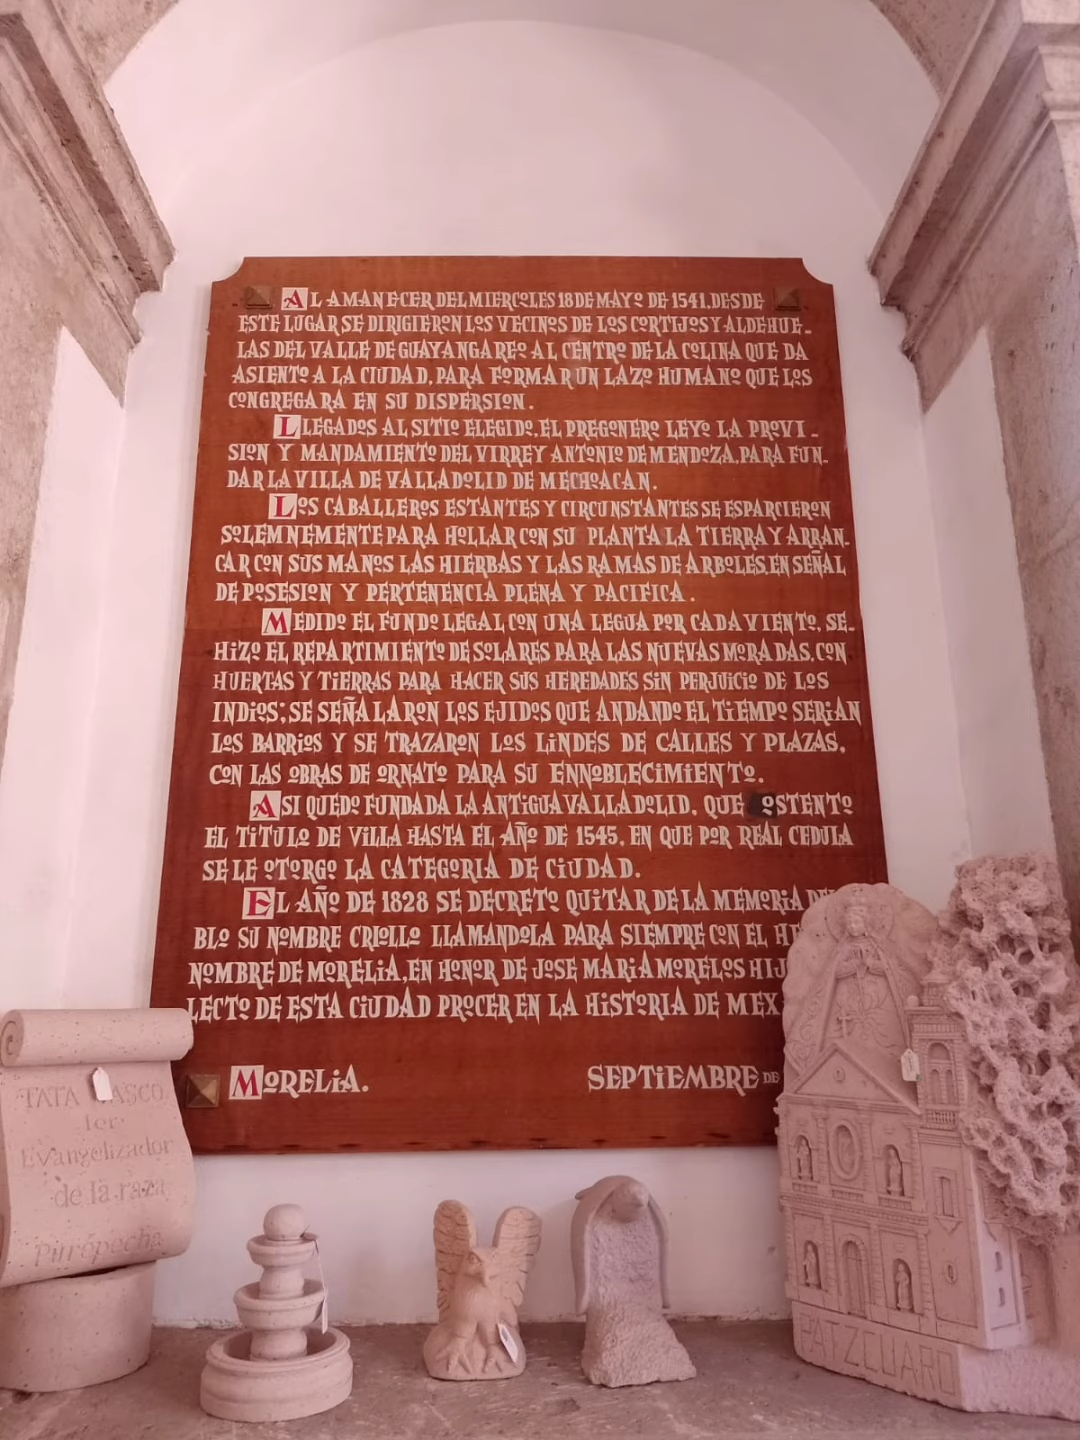 AL AMANECER DEL MIERCOLES 18 DE MAYO DE 1541, DESDE
ESTE LUGAR SE DIRIGIERON LOS VECINOS DE LOS CORTIJOS Y ALDEHUE-
LAS DEL VALLE DE GUAYANGAREO AL CENTRO DE LA COLINA QUE DA
ASIENTO A LA CIUDAD, PARA FORMAR UN LAZO HUMANO QUE LOS
CONGREGARA EN SU DISPERSION.
LLEGADOS AL SITIO ELEGIDO, EL PREGONERO LEYO LA PROVI-
SION Y MANDAMIENTO DEL VIRREY ANTONIO DE MENDOZA, PARA FUN-
DAR LA VILLA DE VALLADOLID DE MECHOACAN.
LOS CABALLEROS ESTANTES Y CIRCUNSTANTES SE ESPARCIERON
SOLEMNEMENTE PARA HOLLAR CON SU PLANTA LA TIERRA Y ARRAN-
CAR CON SUS MANOS LAS HIERBAS Y LAS RAMAS DE ARBOLES, EN SEÑAL
DE POSESION Y PERTENENCIA PLENA Y PACIFICA.
MEDIDO EL FUNDO LEGAL CON UNA LEGUA POR CADA VIENTO, SE-
HIZO EL REPARTIMIENTO DE SOLARES PARA LAS NUEVAS MORADAS, CON
HUERTAS Y TIERRAS PARA HACER SUS HEREDADES SIN PERJUICIO DE LOS
INDIOS; SE SEÑALARON LOS EJIDOS QUE ANDANDO EL TIEMPO SERIAN
LOS BARRIOS Y SE TRAZARON LOS LINDES DE CALLES Y PLAZAS,
CON LAS OBRAS DE ORNATO PARA SU ENNOBLECIMIENTO.
ASI QUEDO FUNDADA LA ANTIGUA VALLADOLID, QUE OSTENTO
EL TITULO DE VILLA HASTA EL AÑO DE 1545, EN QUE POR REAL CEDULA
SE LE OTORGO LA CATEGORIA DE CIUDAD.
EL AÑO DE 1828 SE DECRETO QUITAR DE LA MEMORIA
BLO SU NOMBRE CRIOLLO LLAMANDOLA PARA SIEMPRE CON EL
NOMBRE DE MORELIA, EN HONOR DE JOSE MARIA MORELOS
LECTO DE ESTA CIUDAD PROCER EN LA HISTORIA DE
MORELIA. SEPTIEMBRE DE
TATA VASCO
1er.
Evangelizador
de la raza
Purépecha
PATZCUARO